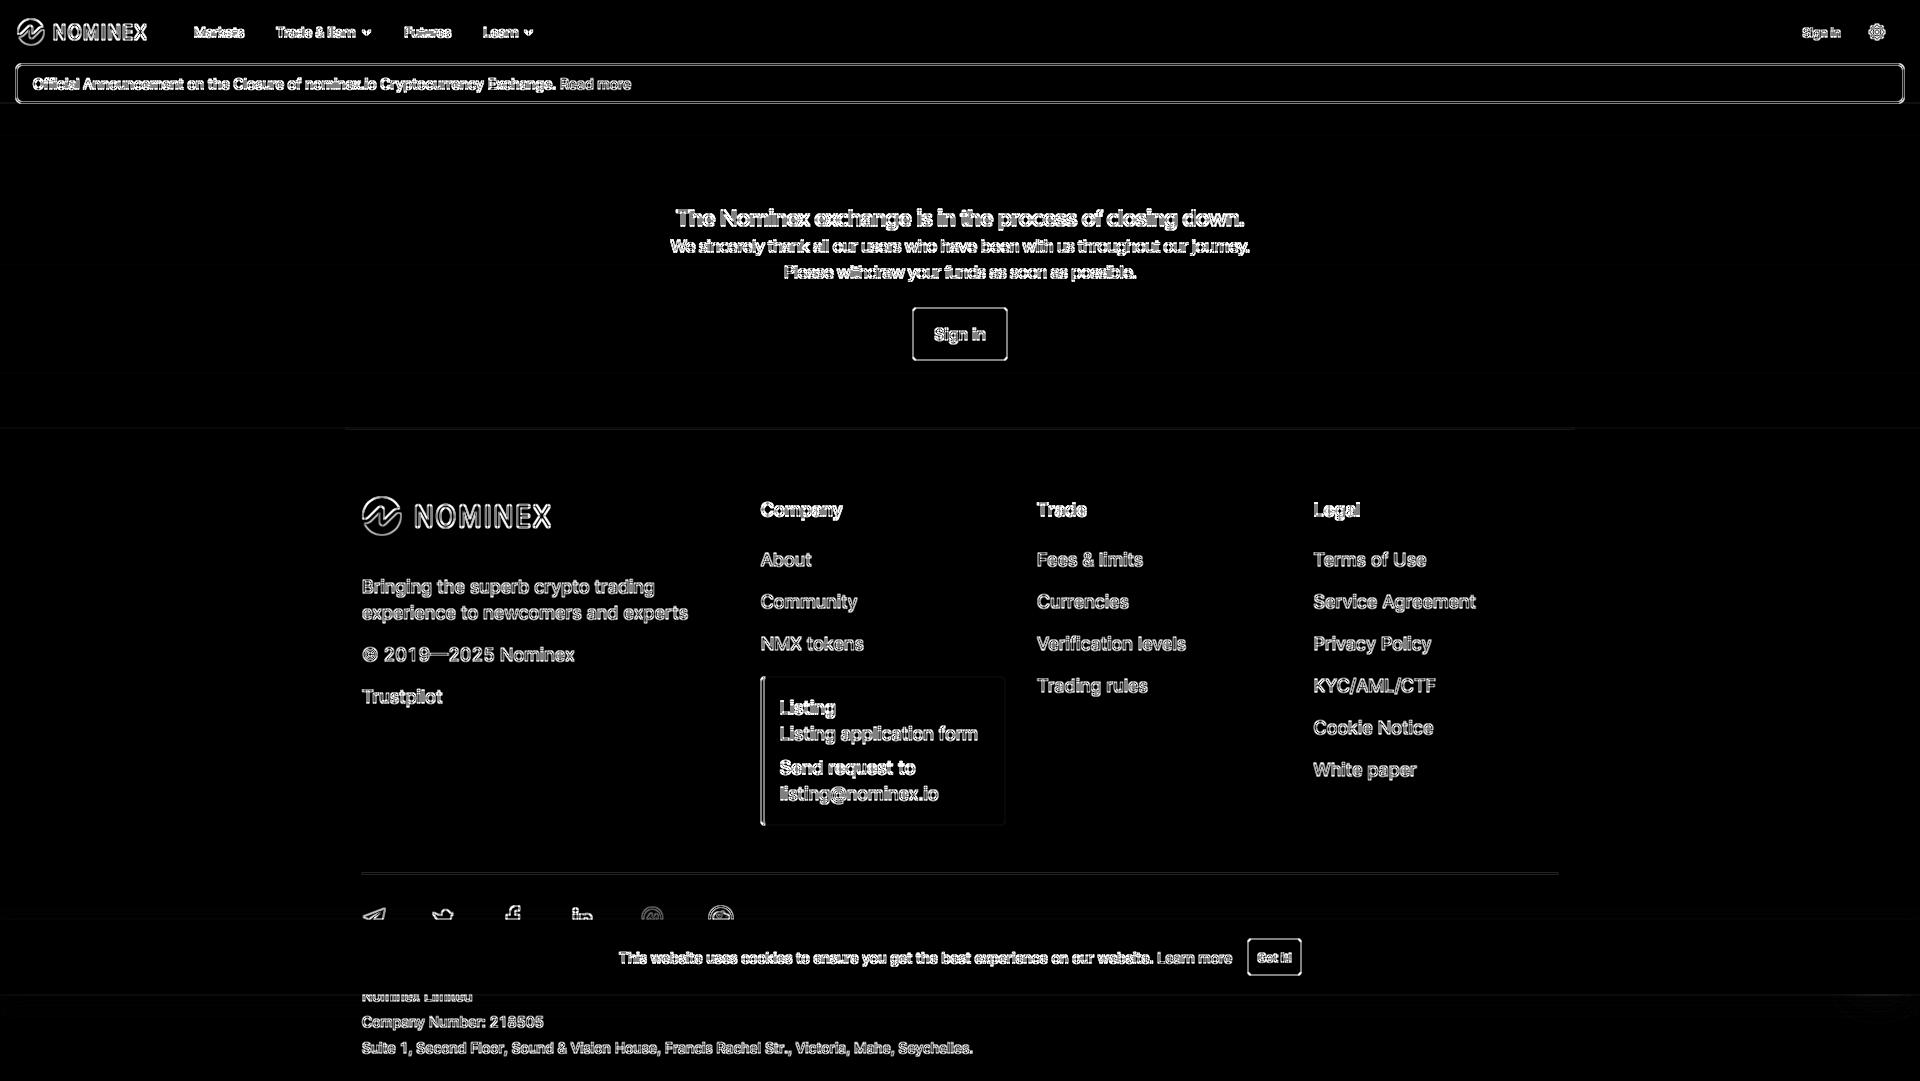 NOMINEX
Markets
Trade & Earn
Futures
Learn
Sign in
Official Announcement on the Closure of nominex.io Cryptocurrency Exchange. Read more
The Nominex exchange is in the process of closing down.
We sincerely thank all our users who have been with us throughout our journey.
Please withdraw your funds as soon as possible.
Sign in
NOMINEX
Bringing the superb crypto trading
experience to newcomers and experts
© 2019—2025 Nominex
Trustpilot
Company
About
Community
NMX tokens
Listing
Listing application form
Send request to
listing@nominex.io
Trade
Fees & limits
Currencies
Verification levels
Trading rules
Legal
Terms of Use
Service Agreement
Privacy Policy
KYC/AML/CTF
Cookie Notice
White paper
This website uses cookies to ensure you get the best experience on our website. Learn more
Got it!
Nominex Limited
Company Number: 218505
Suite 1, Second Floor, Sound & Vision House, Francis Rachel Str., Victoria, Mahe, Seychelles.